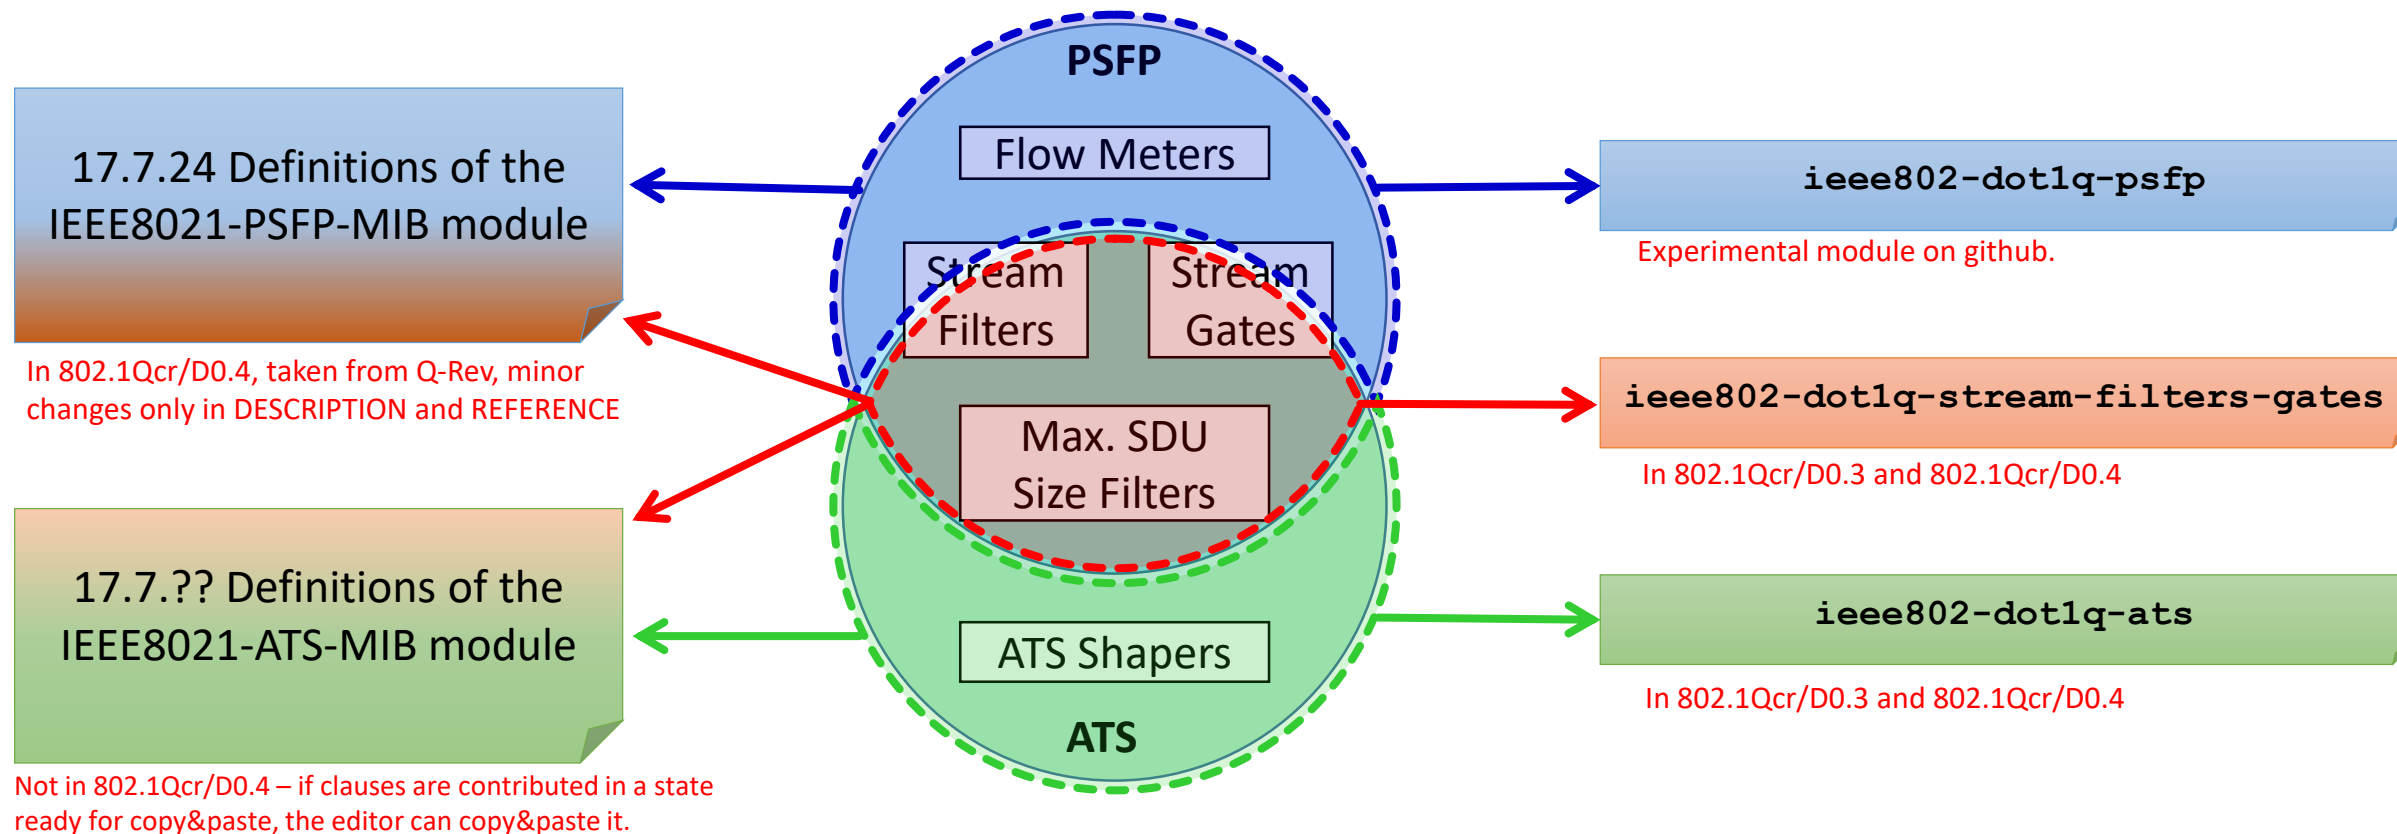 PSFP
Flow Meters
Stream
Filters
Stream
Gates
Max. SDU
Size Filters
ATS Shapers
ATS
17.7.24 Definitions of the
IEEE8021-PSFP-MIB module
In 802.1Qcr/D0.4, taken from Q-Rev, minor
changes only in DESCRIPTION and REFERENCE
17.7.?? Definitions of the
IEEE8021-ATS-MIB module
Not in 802.1Qcr/D0.4 – if clauses are contributed in a state
ready for copy&paste, the editor can copy&paste it.
ieee802-dot1q-psfp
Experimental module on github.
ieee802-dot1q-stream-filters-gates
In 802.1Qcr/D0.3 and 802.1Qcr/D0.4
ieee802-dot1q-ats
In 802.1Qcr/D0.3 and 802.1Qcr/D0.4